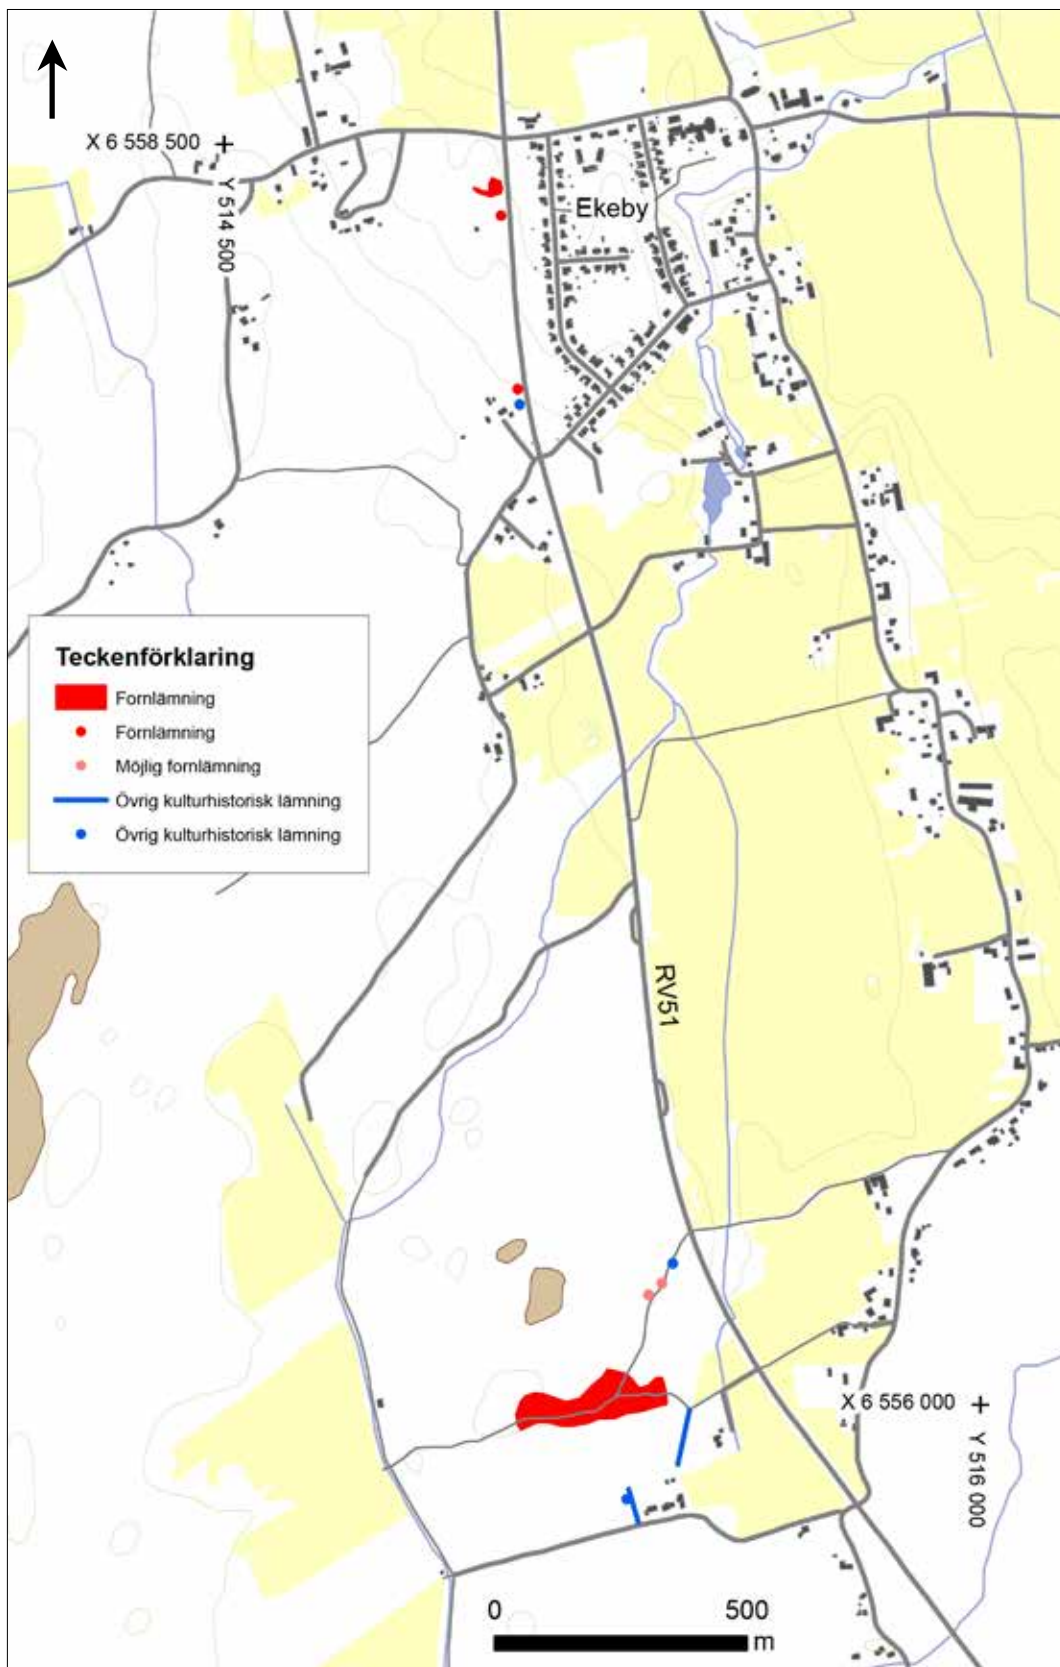 X 6 558 500
Y 514 500
Ekeby
Teckenförklaring
Fornlämning
Fornlämning
Möjlig fornlämning
Övrig kulturhistorisk lämning
Övrig kulturhistorisk lämning
RV51
X 6 556 000
Y 516 000
0 500
m